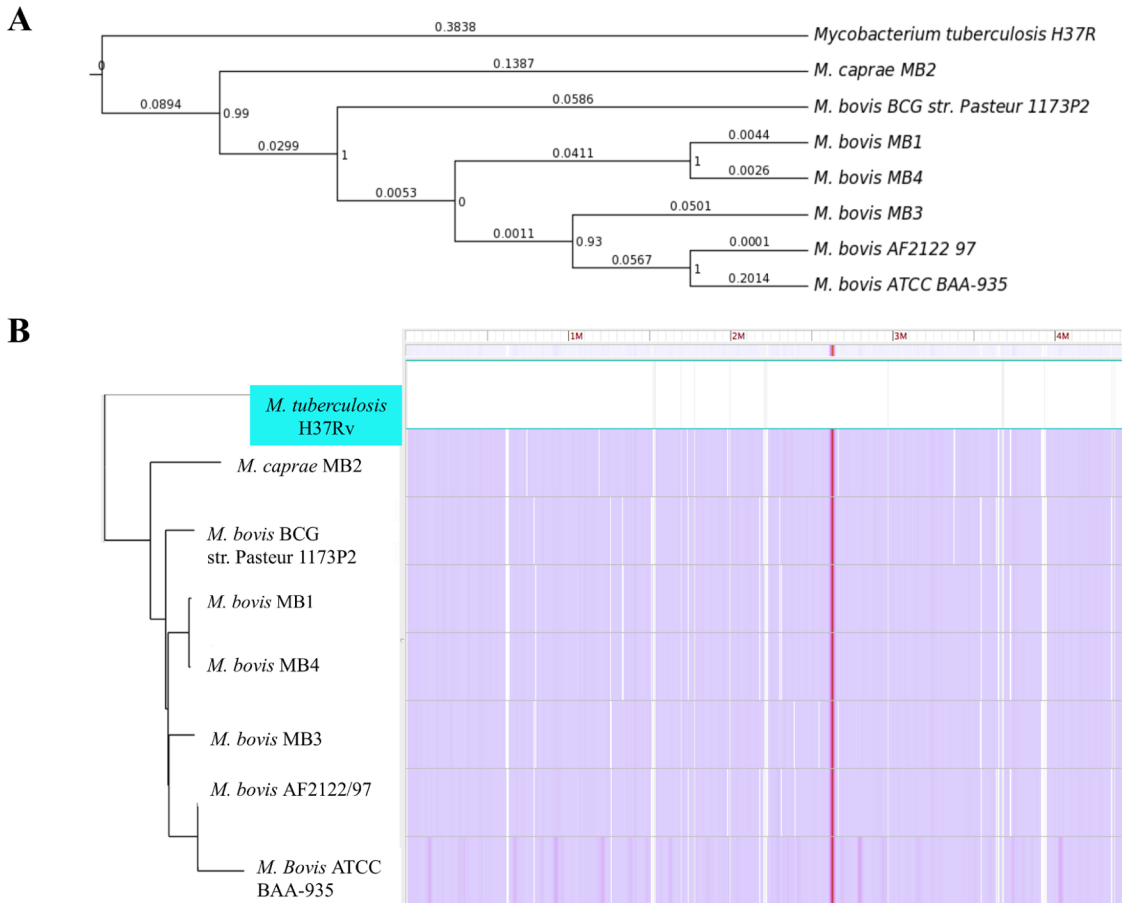 A
0.3838
Mycobacterium tuberculosis H37R
0
0.1387
M. caprae MB2
0.0894
0.99
0.0586
M. bovis BCG str. Pasteur 1173P2
0.0299
1
0.0044
M. bovis MB1
0.0411
1
0.0026
M. bovis MB4
0.0053
0
0.0501
M. bovis MB3
0.0011
0.93
0.0001
M. bovis AF2122 97
0.0567
1
0.2014
M. bovis ATCC BAA-935
B
1M 2M 3M 4M
M. tuberculosis
H37Rv
M. caprae MB2
M. bovis BCG
str. Pasteur 1173P2
M. bovis MB1
M. bovis MB4
M. bovis MB3
M. bovis AF2122/97
M. Bovis ATCC
BAA-935